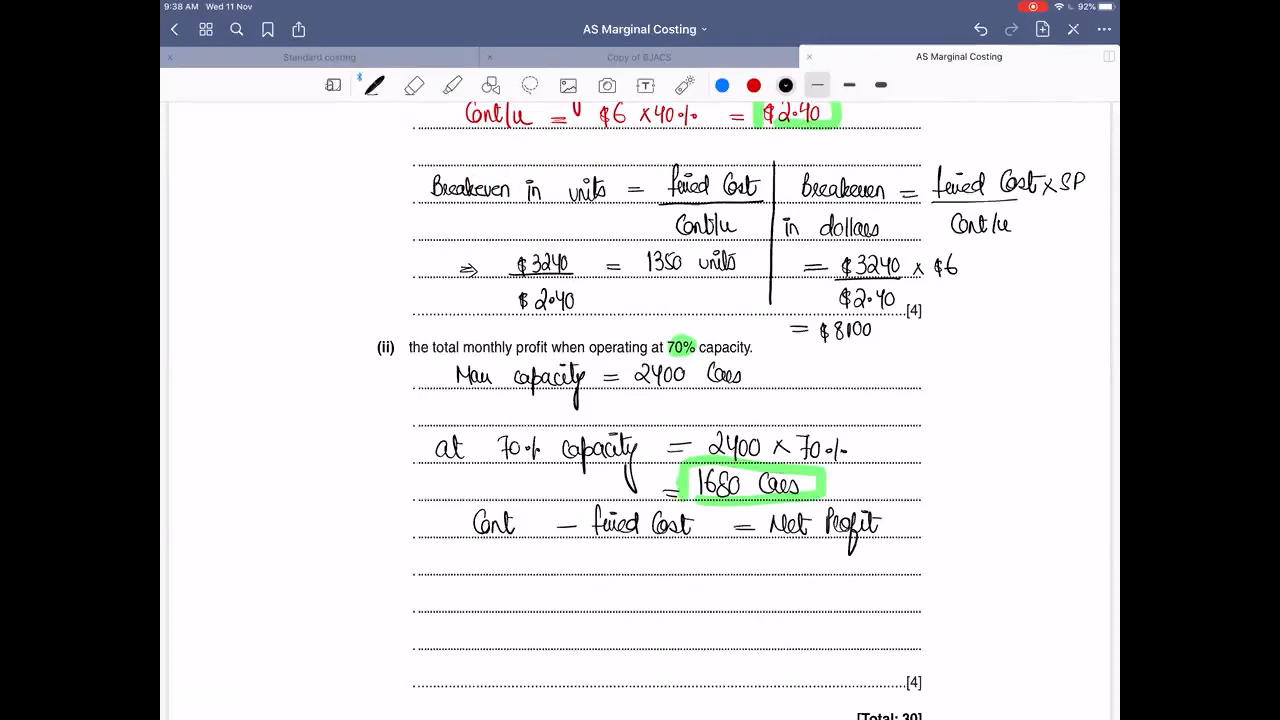 9:38 AM Wed 11 Nov
92%
AS Marginal Costing
Standard costing
Copy of BJACS
AS Marginal Costing
Cont/u = $6 × 40% = $2.40
Breakeven in units = Fixed Cost / Cont/u
⇒ $3240 / $2.40 = 1350 units
Breakeven in dollars = Fixed Cost / Cont/u × SP
= $3240 / $2.40 × $6
= $8100
[4]
(ii) the total monthly profit when operating at 70% capacity.
Max capacity = 2400 Cars
at 70% capacity = 2400 × 70%
= 1680 Cars
Cont - Fixed Cost = Net Profit
[4]
[Total: 30]